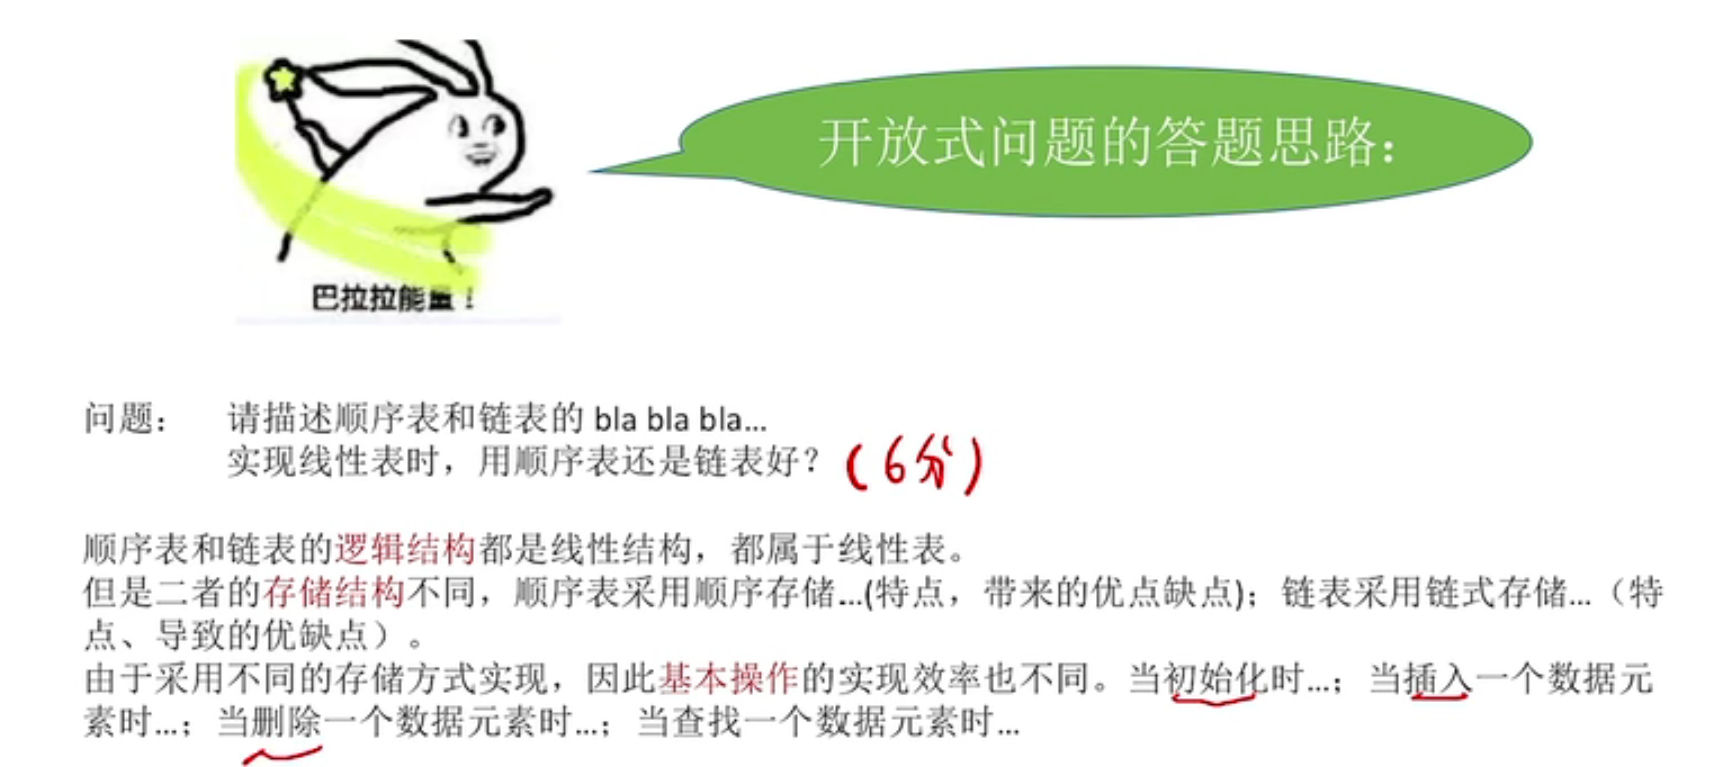 开放式问题的答题思路：
巴拉拉能量！
问题： 请描述顺序表和链表的 bla bla bla...
实现线性表时，用顺序表还是链表好？（6分）
顺序表和链表的逻辑结构都是线性结构，都属于线性表。
但是二者的存储结构不同，顺序表采用顺序存储...(特点，带来的优点缺点)；链表采用链式存储...（特
点、导致的优缺点）。
由于采用不同的存储方式实现，因此基本操作的实现效率也不同。当初始化时...；当插入一个数据元
素时...；当删除一个数据元素时...；当查找一个数据元素时...